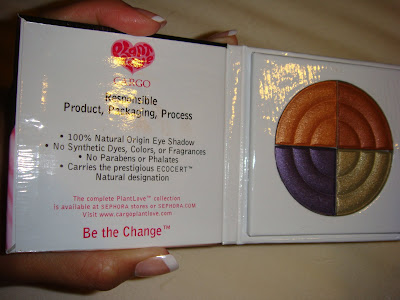 CARGO
Responsible
Product, Packaging, Process
• 100% Natural Origin Eye Shadow
• No Synthetic Dyes, Colors, or Fragrances
• No Parabens or Phalates
• Carries the prestigious ECOCERT™
Natural designation
The complete PlantLove™ collection
is available at SEPHORA stores or SEPHORA.COM
Visit www.cargoplantlove.com
Be the Change™